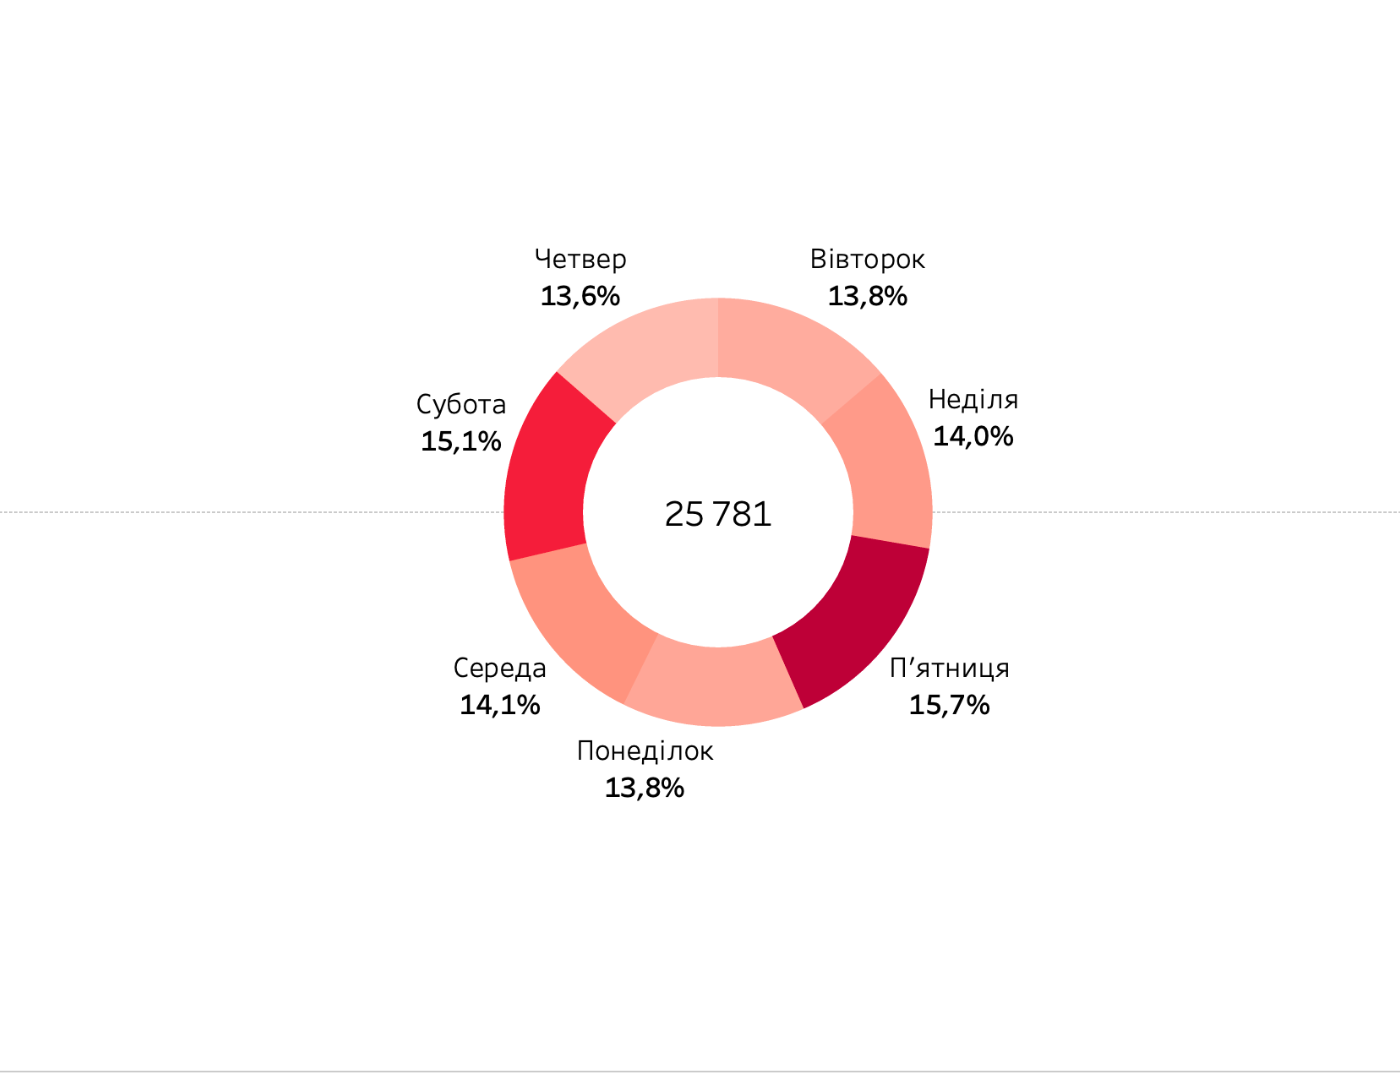 Четвер
13,6%
Вівторок
13,8%
Субота
15,1%
Неділя
14,0%
25 781
Середа
14,1%
П’ятниця
15,7%
Понеділок
13,8%